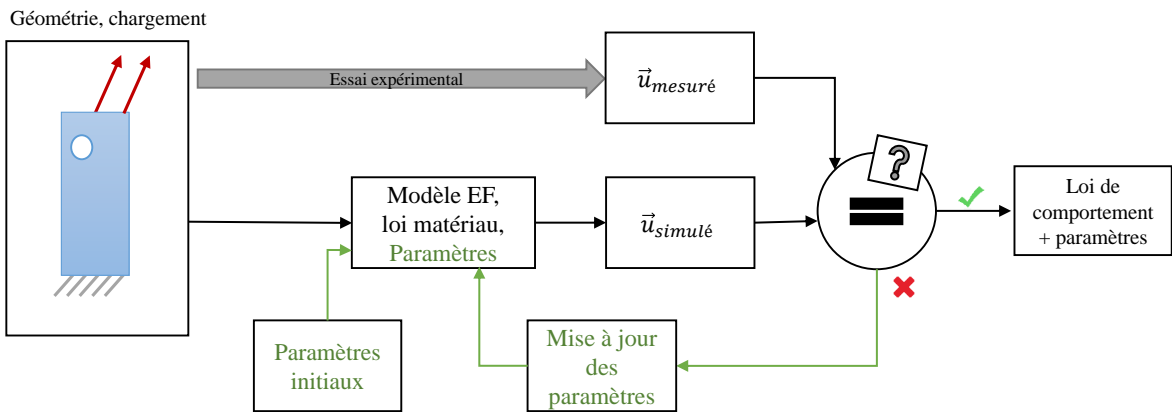 Géométrie, chargement
Essai expérimental
u⃗mesuré
Modèle EF,
loi matériau,
Paramètres
u⃗simulé
?
=
Loi de
comportement
+ paramètres
Paramètres
initiaux
Mise à jour
des
paramètres